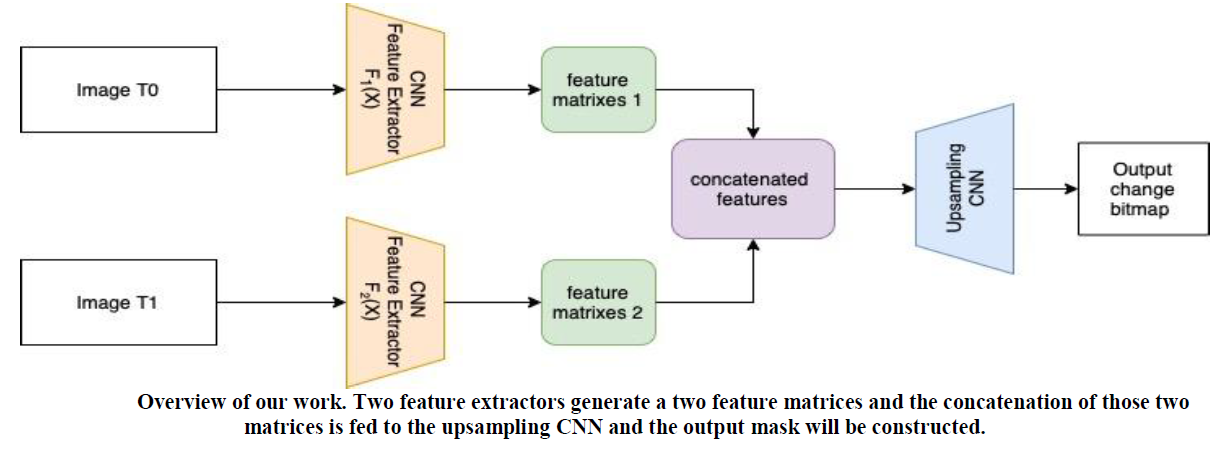 Image T0
CNN
Feature Extractor
F₁(X)
feature
matrixes 1
concatenated
features
CNN
Upsampling
Output
change
bitmap
Image T1
CNN
Feature Extractor
F₂(X)
feature
matrixes 2
Overview of our work. Two feature extractors generate a two feature matrices and the concatenation of those two
matrices is fed to the upsampling CNN and the output mask will be constructed.